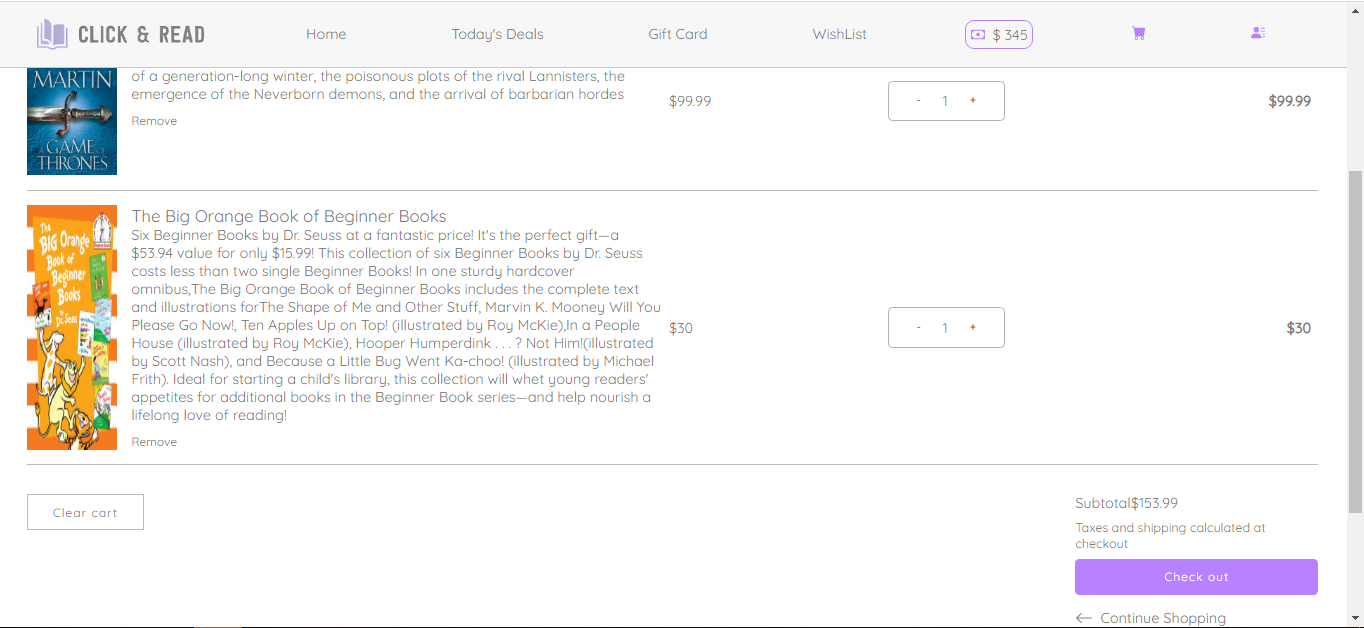 CLICK & READ
Home
Today's Deals
Gift Card
WishList
$ 345
MARTIN
A GAME OF
THRONES
of a generation-long winter, the poisonous plots of the rival Lannisters, the
emergence of the Neverborn demons, and the arrival of barbarian hordes
Remove
$99.99
- 1 +
$99.99
The BIG Orange
Book of
Beginner
Books
by Dr. Seuss
The Big Orange Book of Beginner Books
Six Beginner Books by Dr. Seuss at a fantastic price! It's the perfect gift—a
$53.94 value for only $15.99! This collection of six Beginner Books by Dr. Seuss
costs less than two single Beginner Books! In one sturdy hardcover
omnibus,The Big Orange Book of Beginner Books includes the complete text
and illustrations forThe Shape of Me and Other Stuff, Marvin K. Mooney Will You
Please Go Now!, Ten Apples Up on Top! (illustrated by Roy McKie),In a People
House (illustrated by Roy McKie), Hooper Humperdink . . . ? Not Him!(illustrated
by Scott Nash), and Because a Little Bug Went Ka-choo! (illustrated by Michael
Frith). Ideal for starting a child's library, this collection will whet young readers'
appetites for additional books in the Beginner Book series—and help nourish a
lifelong love of reading!
Remove
$30
- 1 +
$30
Clear cart
Subtotal$153.99
Taxes and shipping calculated at
checkout
Check out
← Continue Shopping